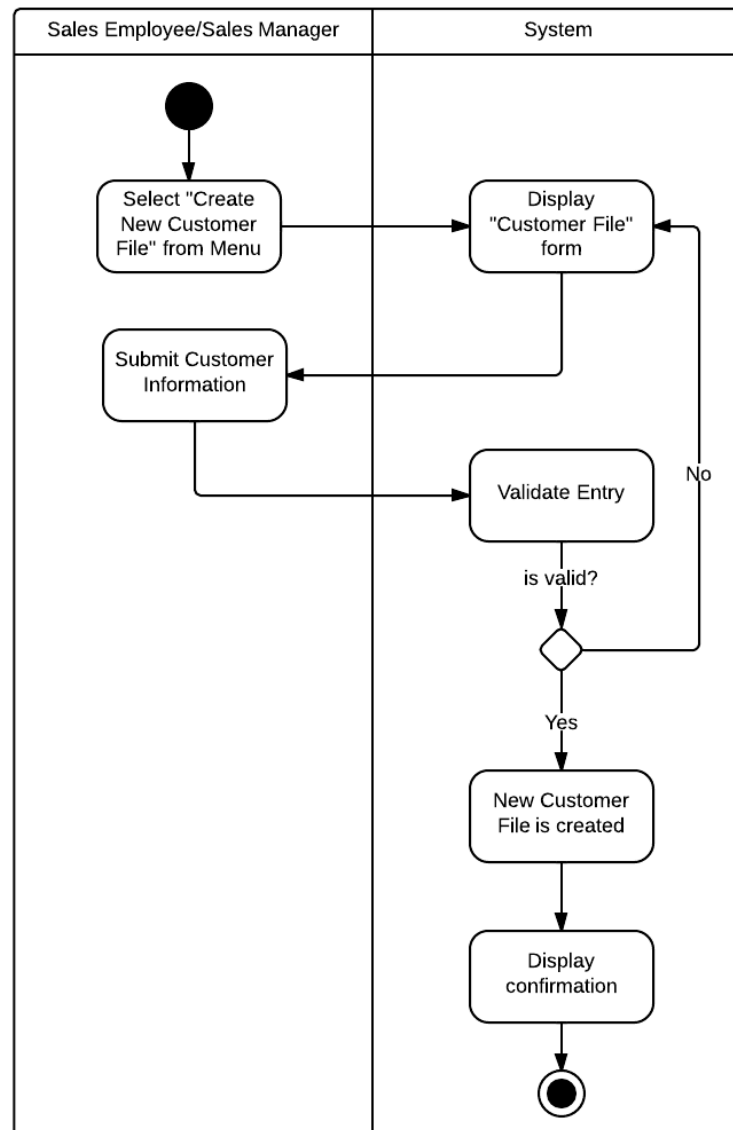 Sales Employee/Sales Manager
System
Select "Create
New Customer
File" from Menu
Display
"Customer File"
form
Submit Customer
Information
Validate Entry
No
is valid?
Yes
New Customer
File is created
Display
confirmation